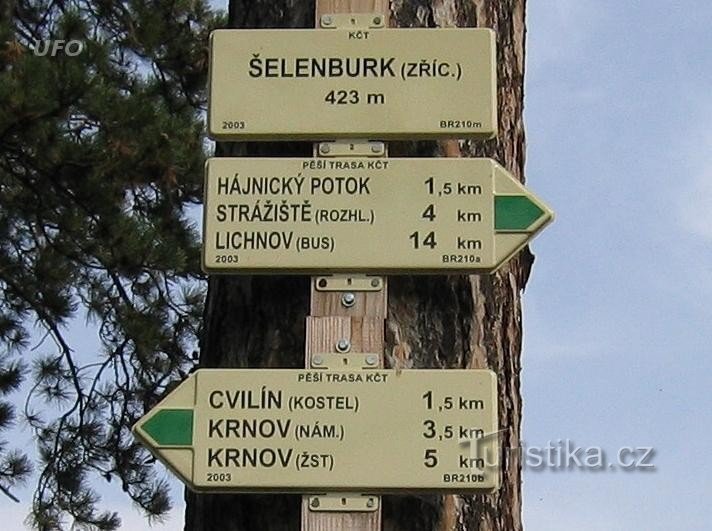 UFO
1
KČT
ŠELENBURK (ZŘÍC.)
423 m
2003 BR210m
2
PĚŠÍ TRASA KČT
HÁJNICKÝ POTOK 1,5 km
STRÁŽIŠTĚ (ROZHL.) 4 km
LICHNOV (BUS) 14 km
2003 BR210a
PĚŠÍ TRASA KČT
CVILÍN (KOSTEL) 1,5 km
KRNOV (NÁM.) 3,5 km
KRNOV (ŽST) 5 km
2003 BR210b
Turistika.cz